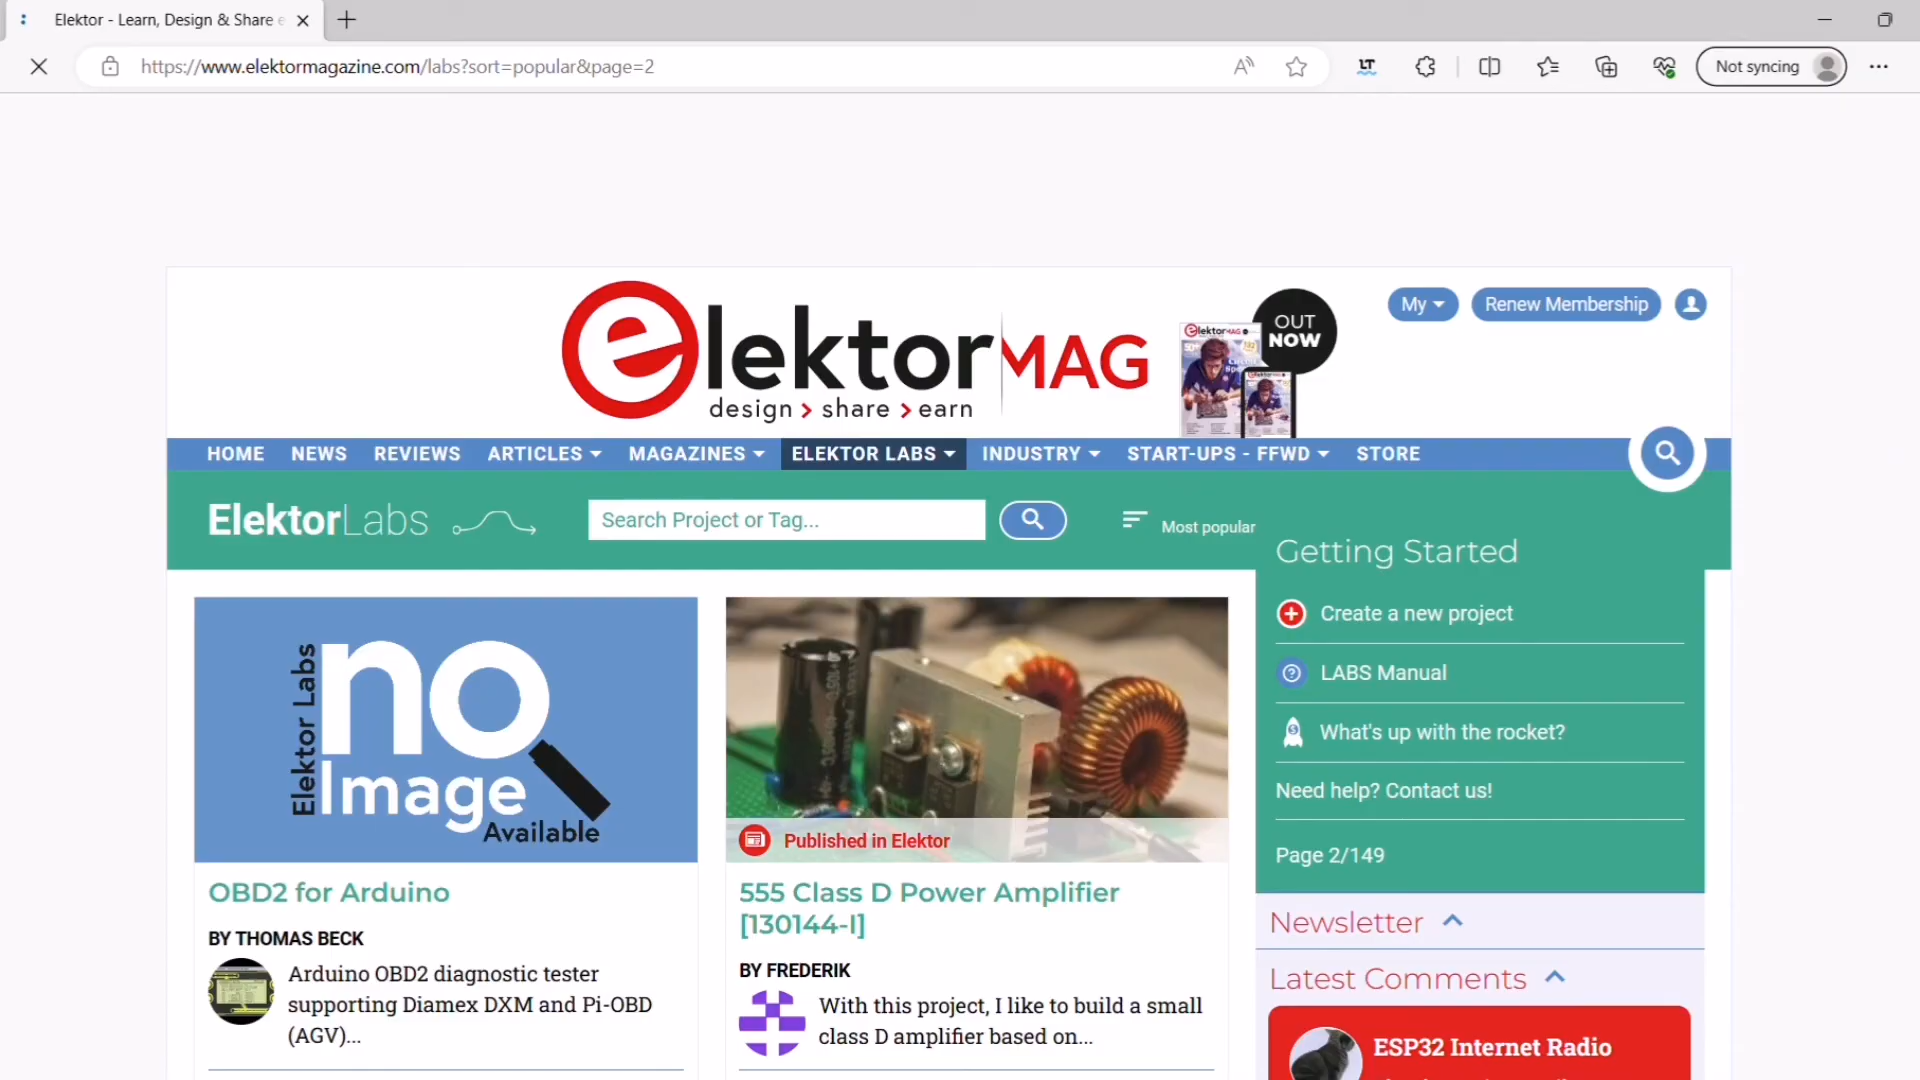 Elektor - Learn, Design & Share e
https://www.elektormagazine.com/labs?sort=popular&page=2
A
LT
Not syncing
elektor MAG
design > share > earn
OUT
NOW
My
Renew Membership
HOME NEWS REVIEWS ARTICLES MAGAZINES ELEKTOR LABS INDUSTRY START-UPS - FFWD STORE
ElektorLabs
Search Project or Tag...
Most popular
Getting Started
Create a new project
LABS Manual
What's up with the rocket?
Need help? Contact us!
Page 2/149
Elektor Labs
no
Image
Available
Published in Elektor
OBD2 for Arduino
BY THOMAS BECK
Arduino OBD2 diagnostic tester
supporting Diamex DXM and Pi-OBD
(AGV)...
555 Class D Power Amplifier
[130144-I]
BY FREDERIK
With this project, I like to build a small
class D amplifier based on...
Newsletter
Latest Comments
ESP32 Internet Radio